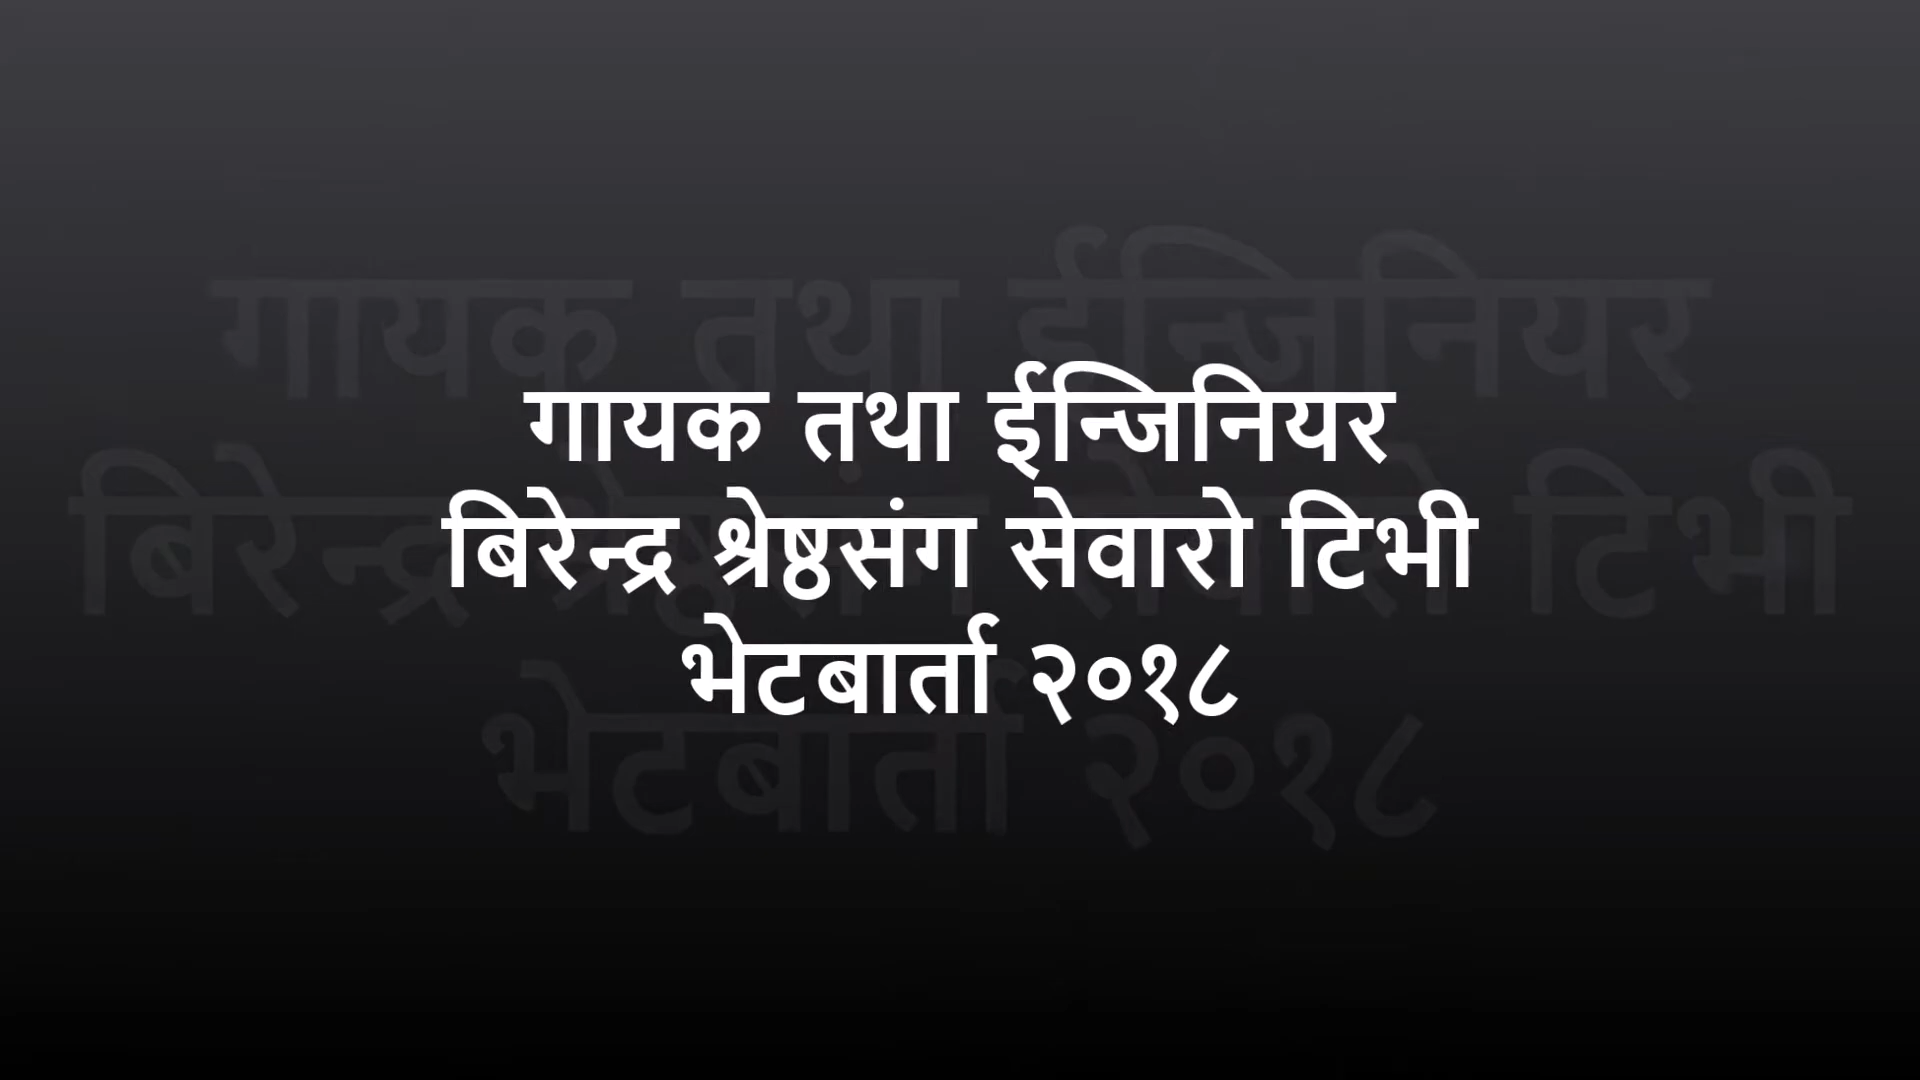 गायक तथा ईन्जिनियर
बिरेन्द्र श्रेष्ठसंग सेवारो टिभी
भेटबार्ता २०१८